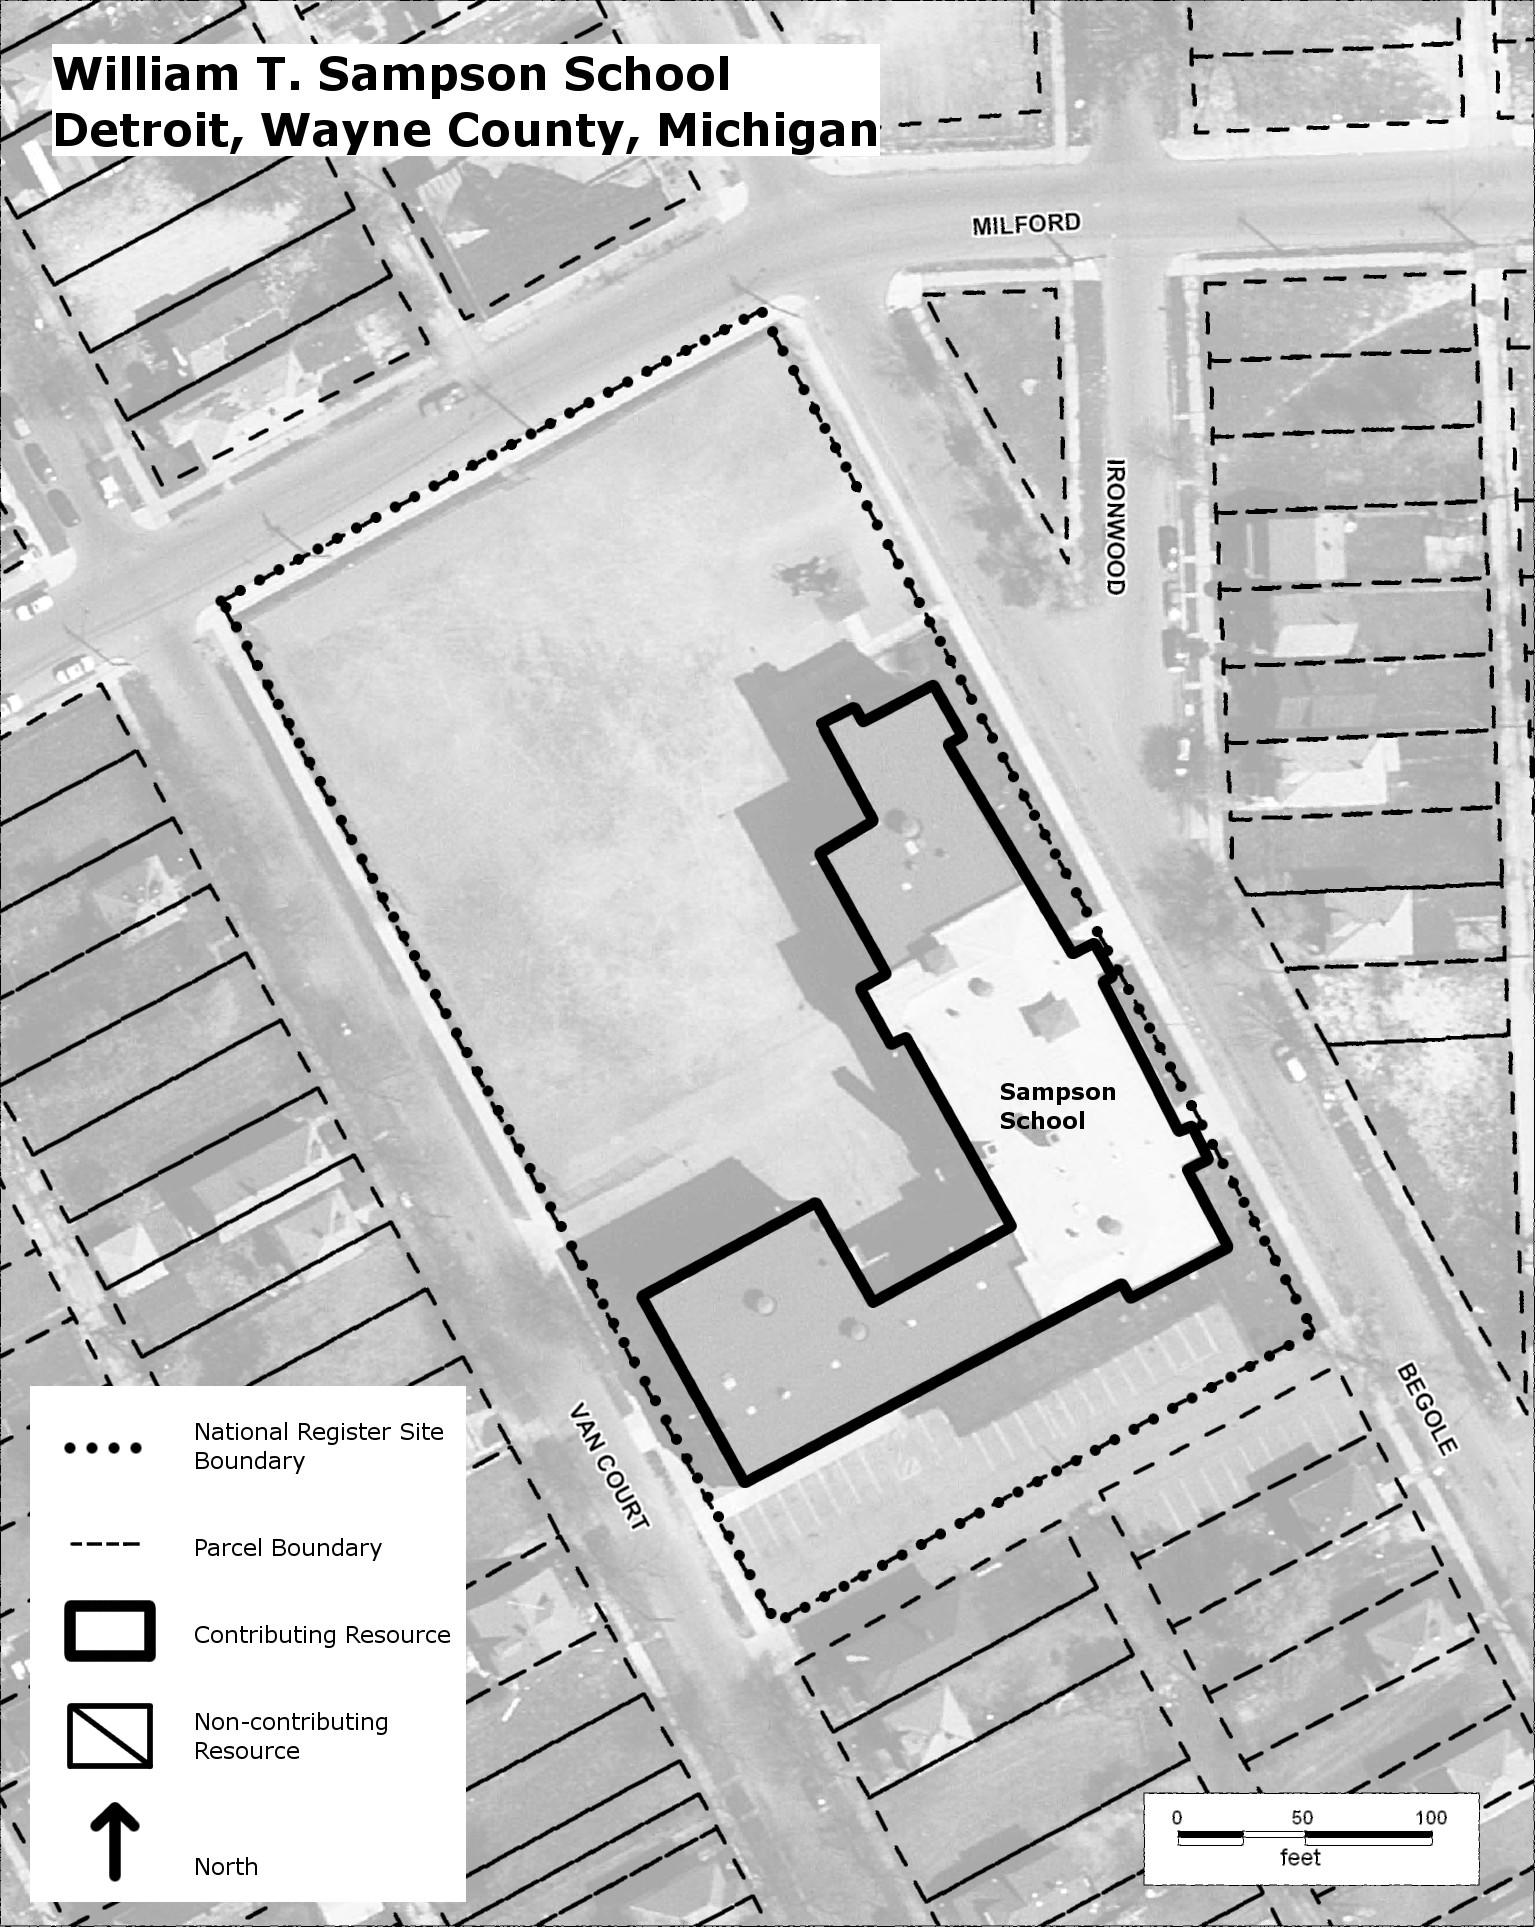 William T. Sampson School
Detroit, Wayne County, Michigan
MILFORD
IRONWOOD
Sampson
School
VAN COURT
BEGOLE
National Register Site
Boundary
Parcel Boundary
Contributing Resource
Non-contributing
Resource
North
0 50 100
feet